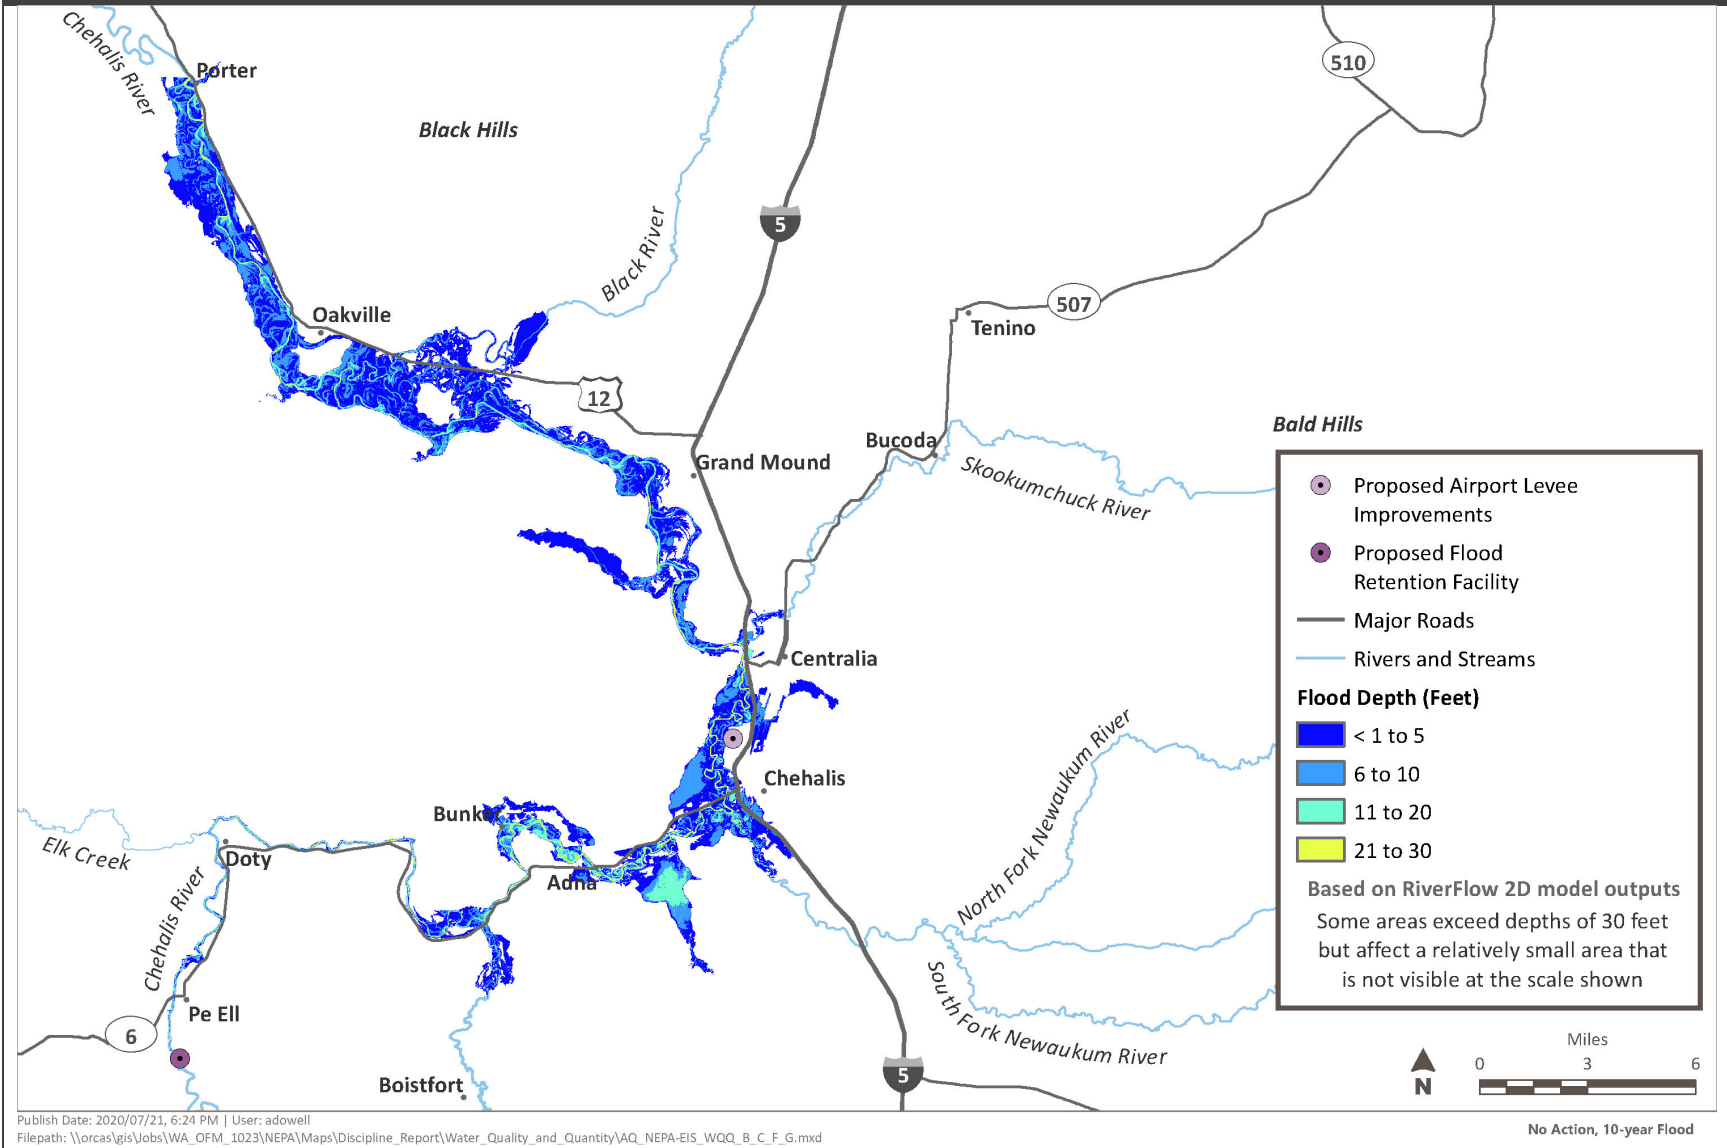 Chehalis River
Porter
Black Hills
510
5
Black River
Oakville
507
Tenino
12
Bald Hills
Bucoda
Grand Mound
Skookumchuck River
Centralia
Chehalis
Bunker
North Fork Newaukum River
Elk Creek
Doty
Adna
Chehalis River
South Fork Newaukum River
Pe Ell
6
Boistfort
5
Proposed Airport Levee
Improvements
Proposed Flood
Retention Facility
Major Roads
Rivers and Streams
Flood Depth (Feet)
< 1 to 5
6 to 10
11 to 20
21 to 30
Based on RiverFlow 2D model outputs
Some areas exceed depths of 30 feet
but affect a relatively small area that
is not visible at the scale shown
Miles
0 3 6
N
Publish Date: 2020/07/21, 6:24 PM | User: adowell
Filepath: \\orcas\gis\Jobs\WA_OFM_1023\NEPA\Maps\Discipline_Report\Water_Quality_and_Quantity\AQ_NEPA-EIS_WQQ_B_C_F_G.mxd
No Action, 10-year Flood